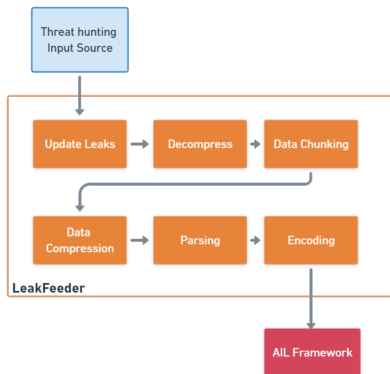 Threat hunting
Input Source
Update Leaks
Decompress
Data Chunking
Data
Compression
Parsing
Encoding
LeakFeeder
AIL Framework